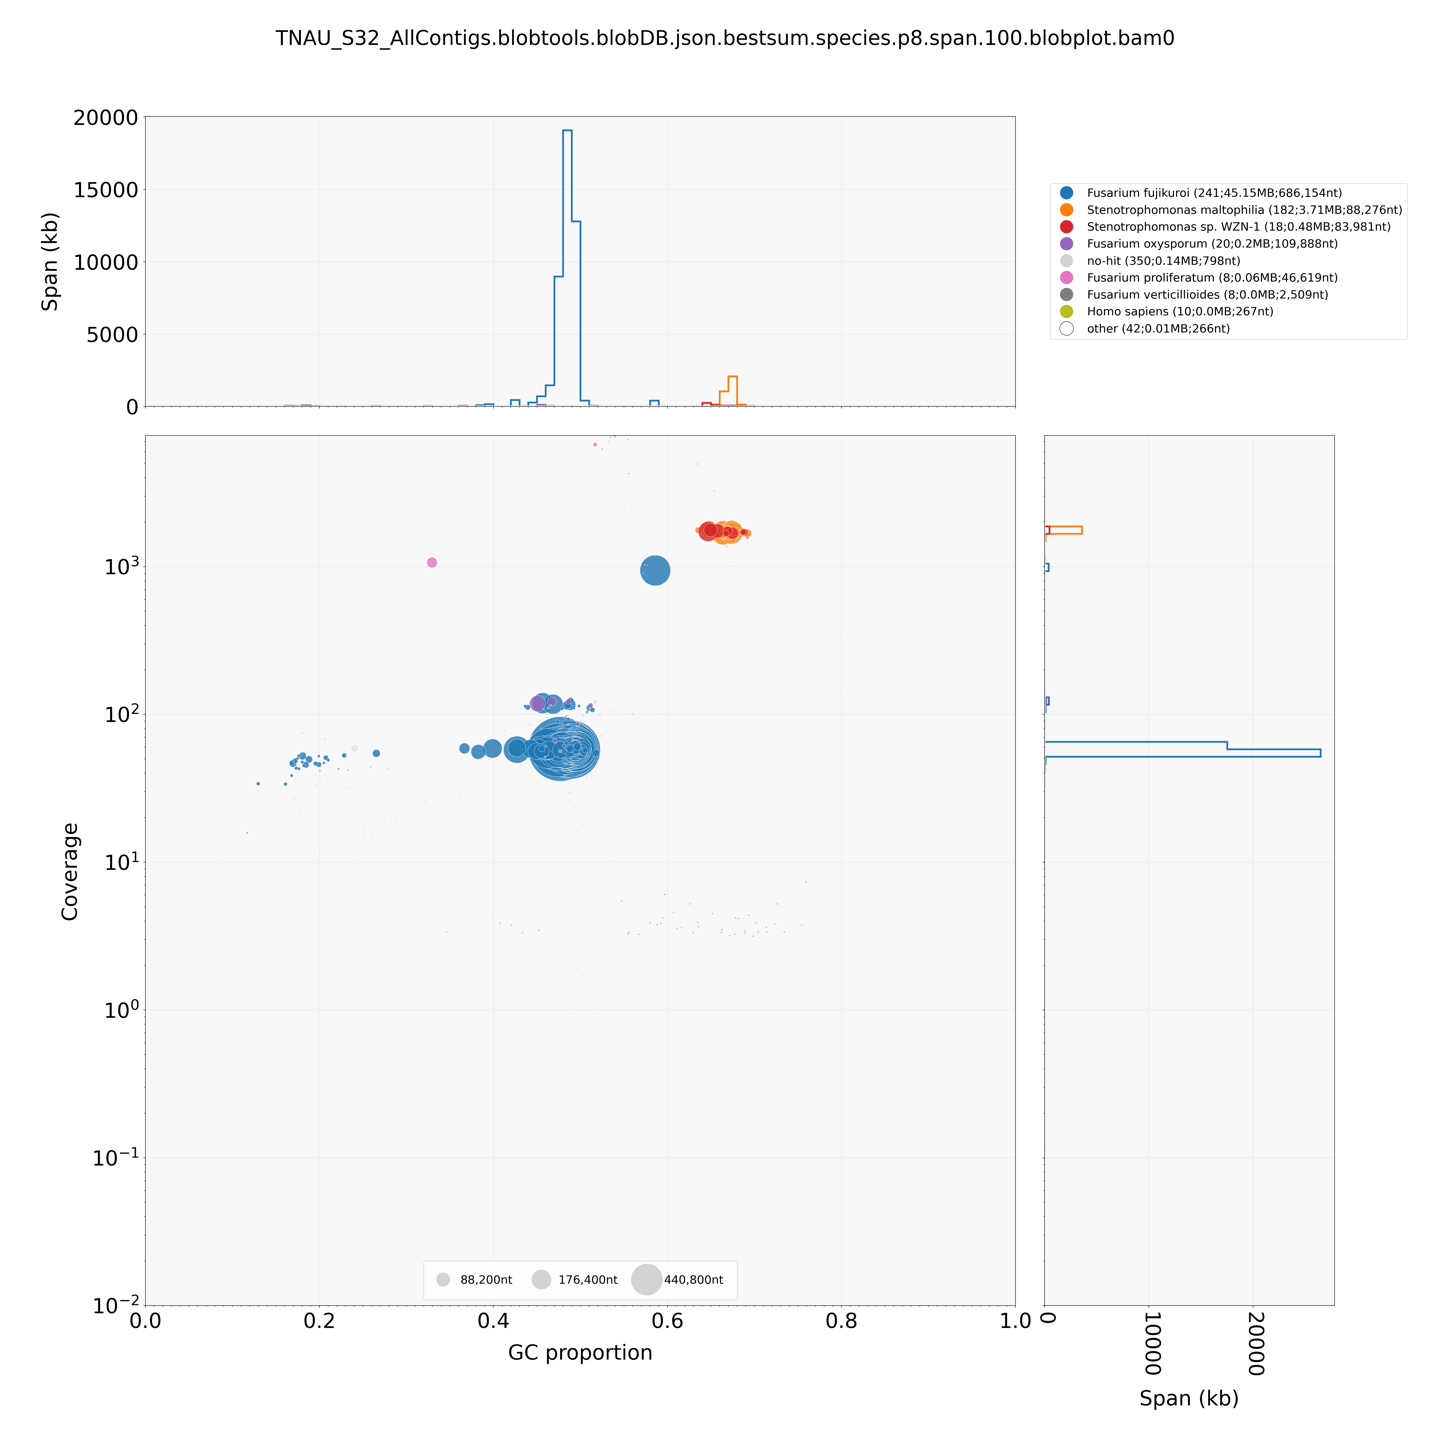 TNAU_S32_AllContigs.blobtools.blobDB.json.bestsum.species.p8.span.100.blobplot.bam0
20000
15000
10000
5000
0
Span (kb)
Fusarium fujikuroi (241;45.15MB;686,154nt)
Stenotrophomonas maltophilia (182;3.71MB;88,276nt)
Stenotrophomonas sp. WZN-1 (18;0.48MB;83,981nt)
Fusarium oxysporum (20;0.2MB;109,888nt)
no-hit (350;0.14MB;798nt)
Fusarium proliferatum (8;0.06MB;46,619nt)
Fusarium verticillioides (8;0.0MB;2,509nt)
Homo sapiens (10;0.0MB;267nt)
other (42;0.01MB;266nt)
10³
10²
10¹
10⁰
10⁻¹
10⁻²
Coverage
88,200nt 176,400nt 440,800nt
0.0 0.2 0.4 0.6 0.8 1.0
GC proportion
0 10000 20000
Span (kb)